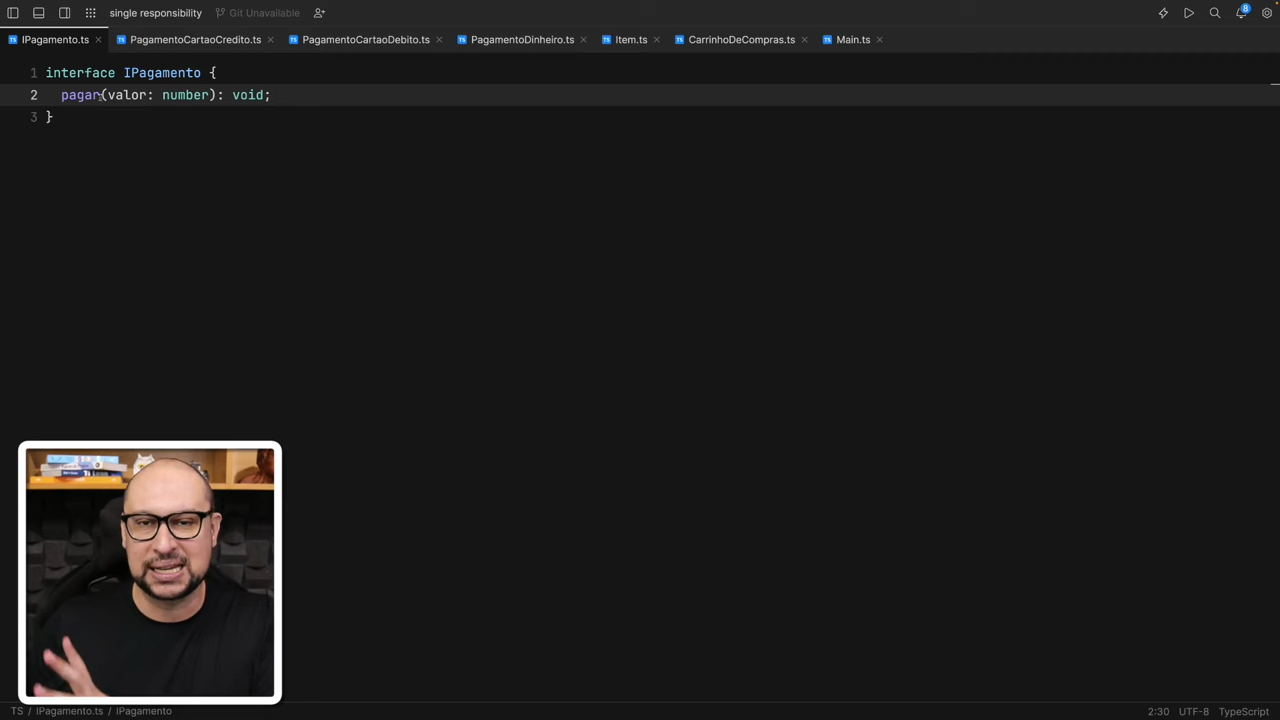 single responsibility Git Unavailable 8
IPagamento.ts PagamentoCartaoCredito.ts PagamentoCartaoDebito.ts PagamentoDinheiro.ts Item.ts CarrinhoDeCompras.ts Main.ts
1 interface IPagamento {
2 pagar(valor: number): void;
3 }
TS / IPagamento.ts / IPagamento 2:30 UTF-8 TypeScript